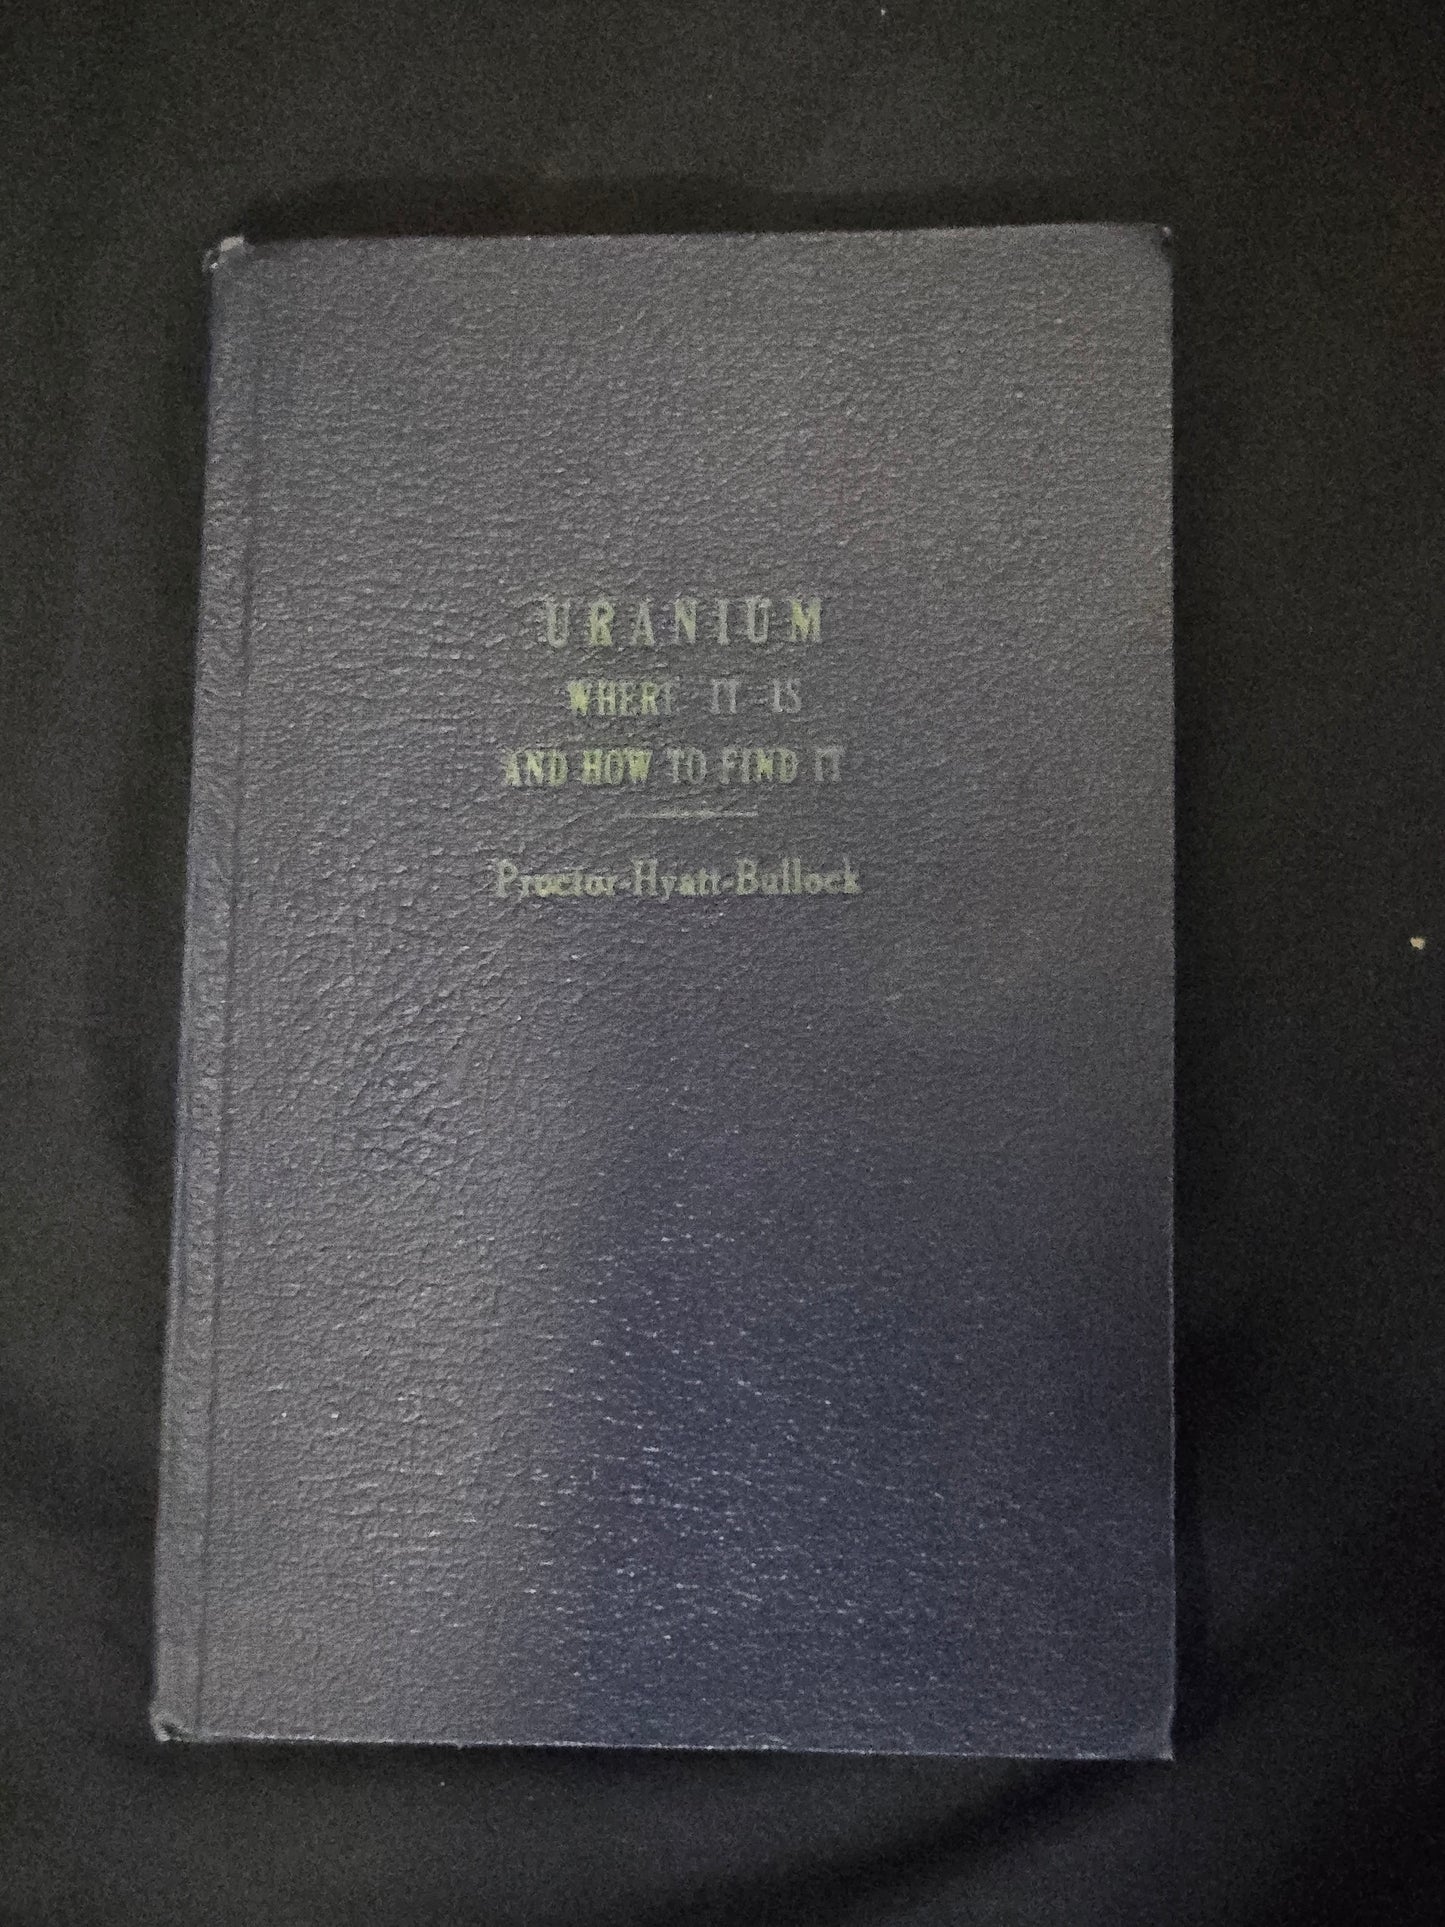 URANIUM
WHERE IT IS
AND HOW TO FIND IT
Proctor-Hyatt-Bullock